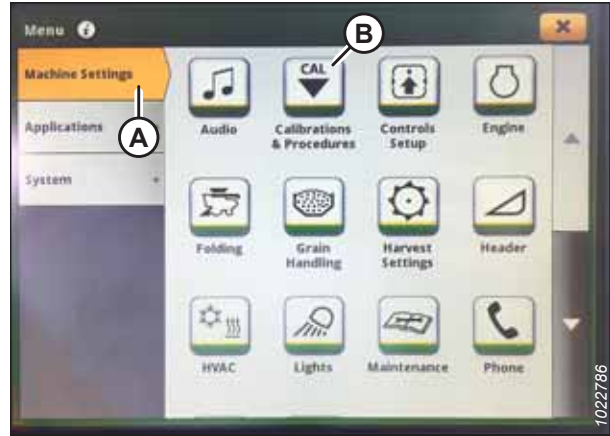 Menu i
B
Machine Settings
A
Applications
System
CAL
Audio
Calibrations
& Procedures
Controls
Setup
Engine
Folding
Grain
Handling
Harvest
Settings
Header
HVAC
Lights
Maintenance
Phone
1022786